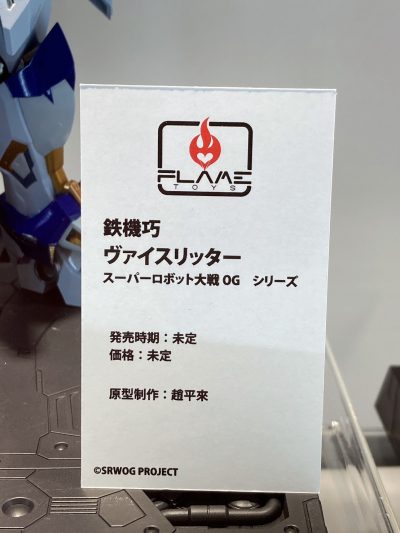 FLAME
TOYS
鉄機巧
ヴァイスリッター
スーパーロボット大戦 OG　シリーズ
発売時期：未定
価格：未定
原型制作：趙平來
©SRWOG PROJECT